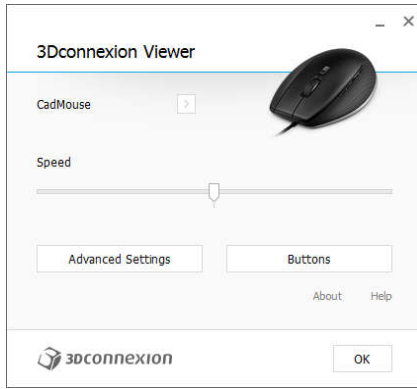 3Dconnexion Viewer
CadMouse
Speed
Advanced Settings Buttons
About Help
3Dconnexion OK